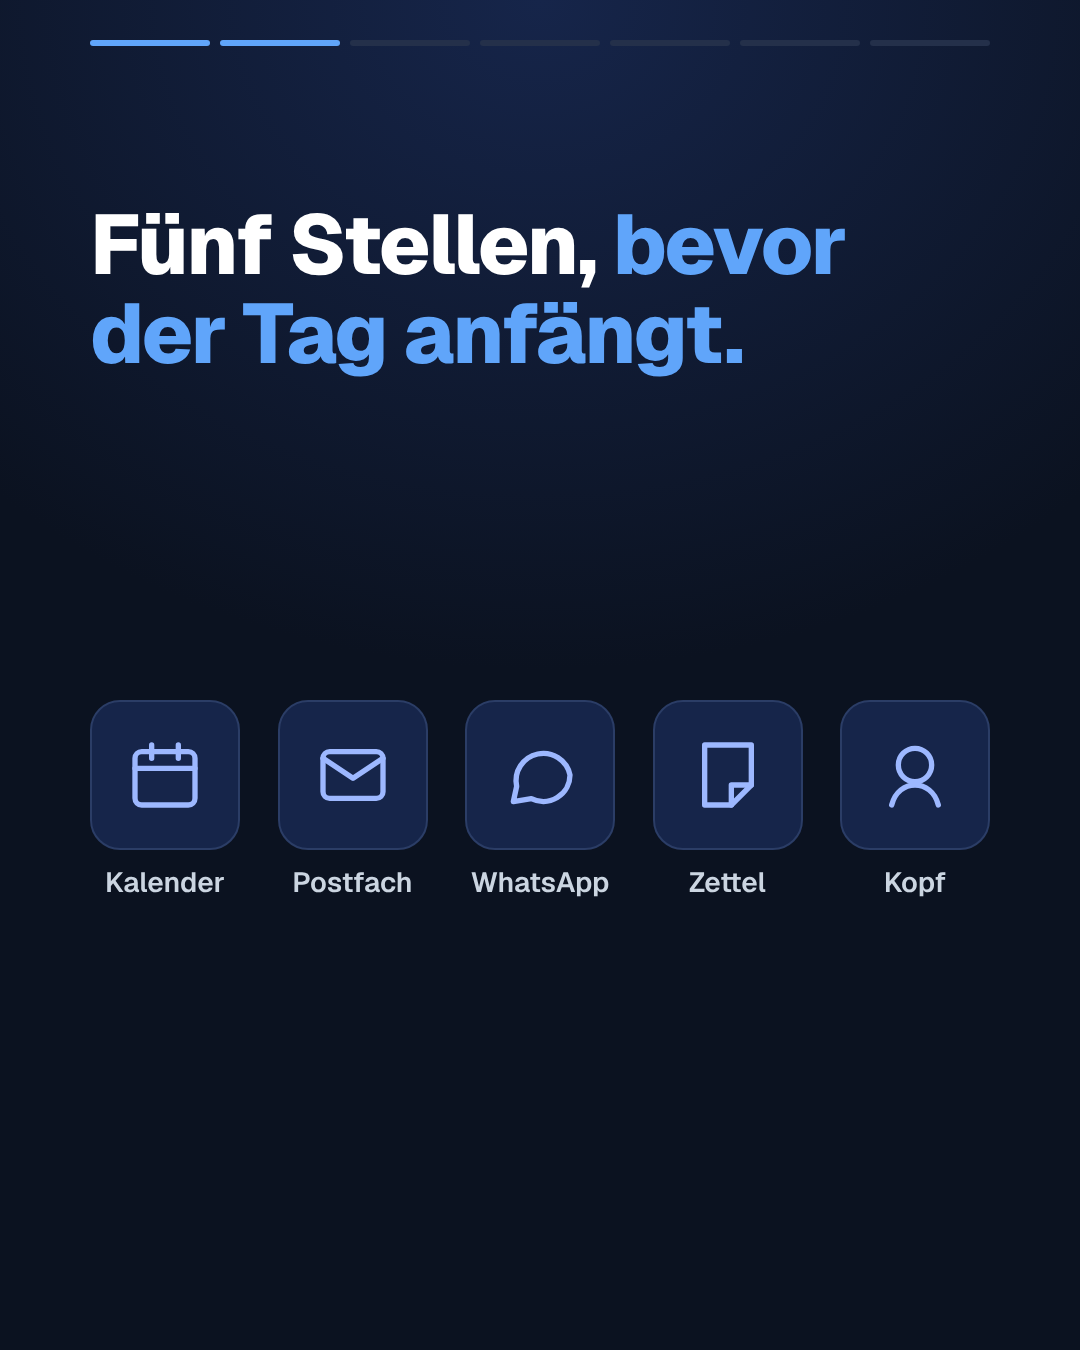 Fünf Stellen, bevor
der Tag anfängt.
Kalender
Postfach
WhatsApp
Zettel
Kopf